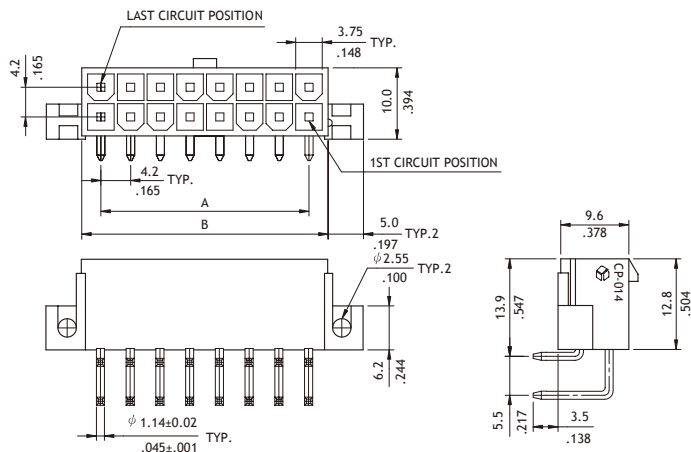 LAST CIRCUIT POSITION
3.75
.148
TYP.
4.2
.165
10.0
.394
1ST CIRCUIT POSITION
4.2
.165
TYP.
A
B
5.0
.197
TYP.2
ϕ2.55
.100
TYP.2
6.2
.244
ϕ 1.14±0.02
.045±.001
TYP.
9.6
.378
CP-014
13.9
.547
12.8
.504
5.5
.217
3.5
.138